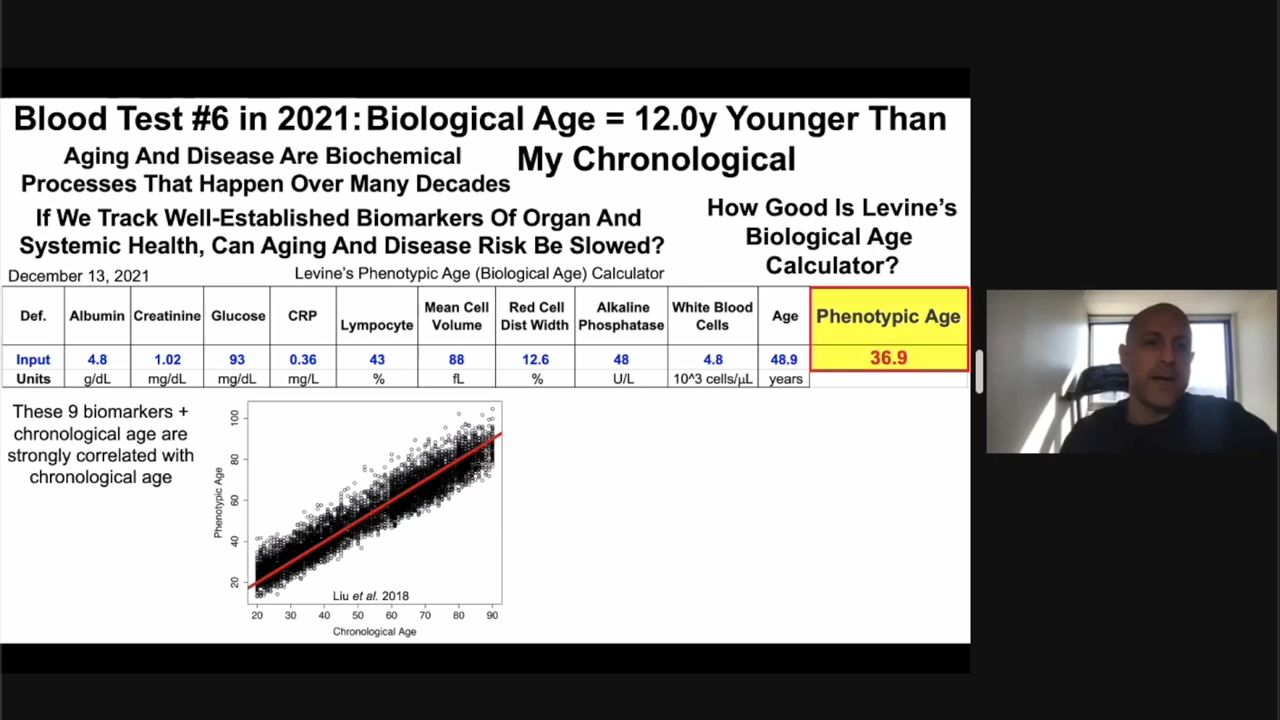 Blood Test #6 in 2021: Biological Age = 12.0y Younger Than
My Chronological
Aging And Disease Are Biochemical
Processes That Happen Over Many Decades
If We Track Well-Established Biomarkers Of Organ And
Systemic Health, Can Aging And Disease Risk Be Slowed?
How Good Is Levine's
Biological Age
Calculator?
December 13, 2021
Levine's Phenotypic Age (Biological Age) Calculator
Def. Albumin Creatinine Glucose CRP Lympocyte Mean Cell Volume Red Cell Dist Width Alkaline Phosphatase White Blood Cells Age Phenotypic Age
Input 4.8 1.02 93 0.36 43 88 12.6 48 4.8 48.9 36.9
Units g/dL mg/dL mg/dL mg/L % fL % U/L 10^3 cells/μL years
These 9 biomarkers +
chronological age are
strongly correlated with
chronological age
Phenotypic Age
100
80
60
40
20
Liu et al. 2018
20 30 40 50 60 70 80 90
Chronological Age